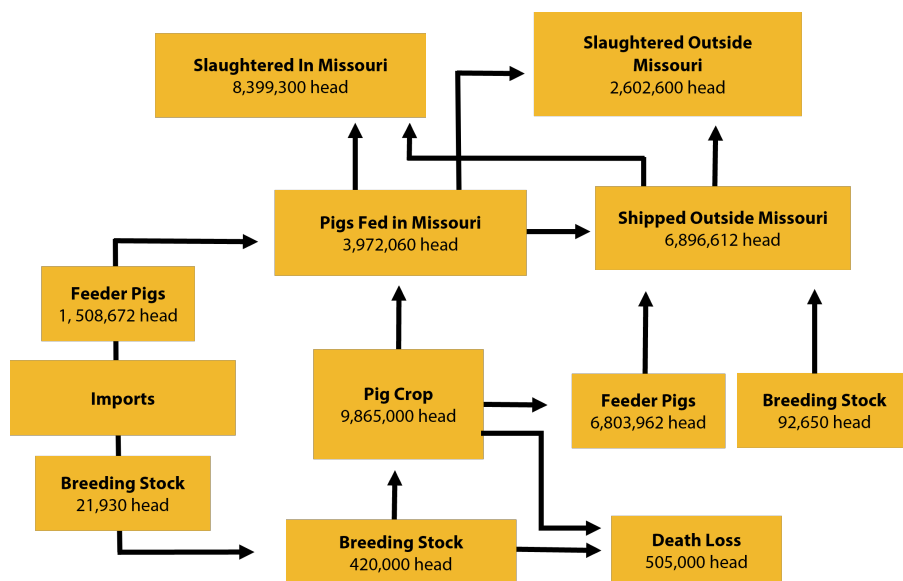 Slaughtered In Missouri
8,399,300 head
Slaughtered Outside
Missouri
2,602,600 head
Pigs Fed in Missouri
3,972,060 head
Shipped Outside Missouri
6,896,612 head
Feeder Pigs
1, 508,672 head
Imports
Pig Crop
9,865,000 head
Feeder Pigs
6,803,962 head
Breeding Stock
92,650 head
Breeding Stock
21,930 head
Breeding Stock
420,000 head
Death Loss
505,000 head